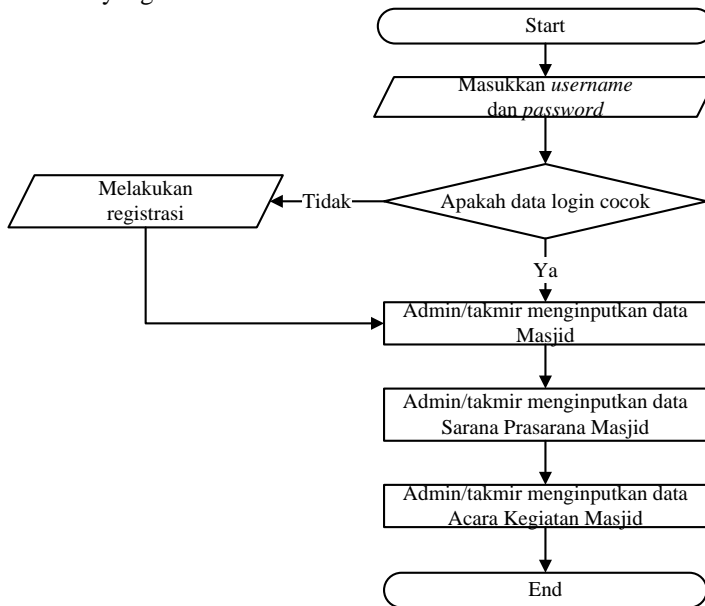 Start
Masukkan username
dan password
Apakah data login cocok
Tidak
Melakukan
registrasi
Ya
Admin/takmir menginputkan data
Masjid
Admin/takmir menginputkan data
Sarana Prasarana Masjid
Admin/takmir menginputkan data
Acara Kegiatan Masjid
End